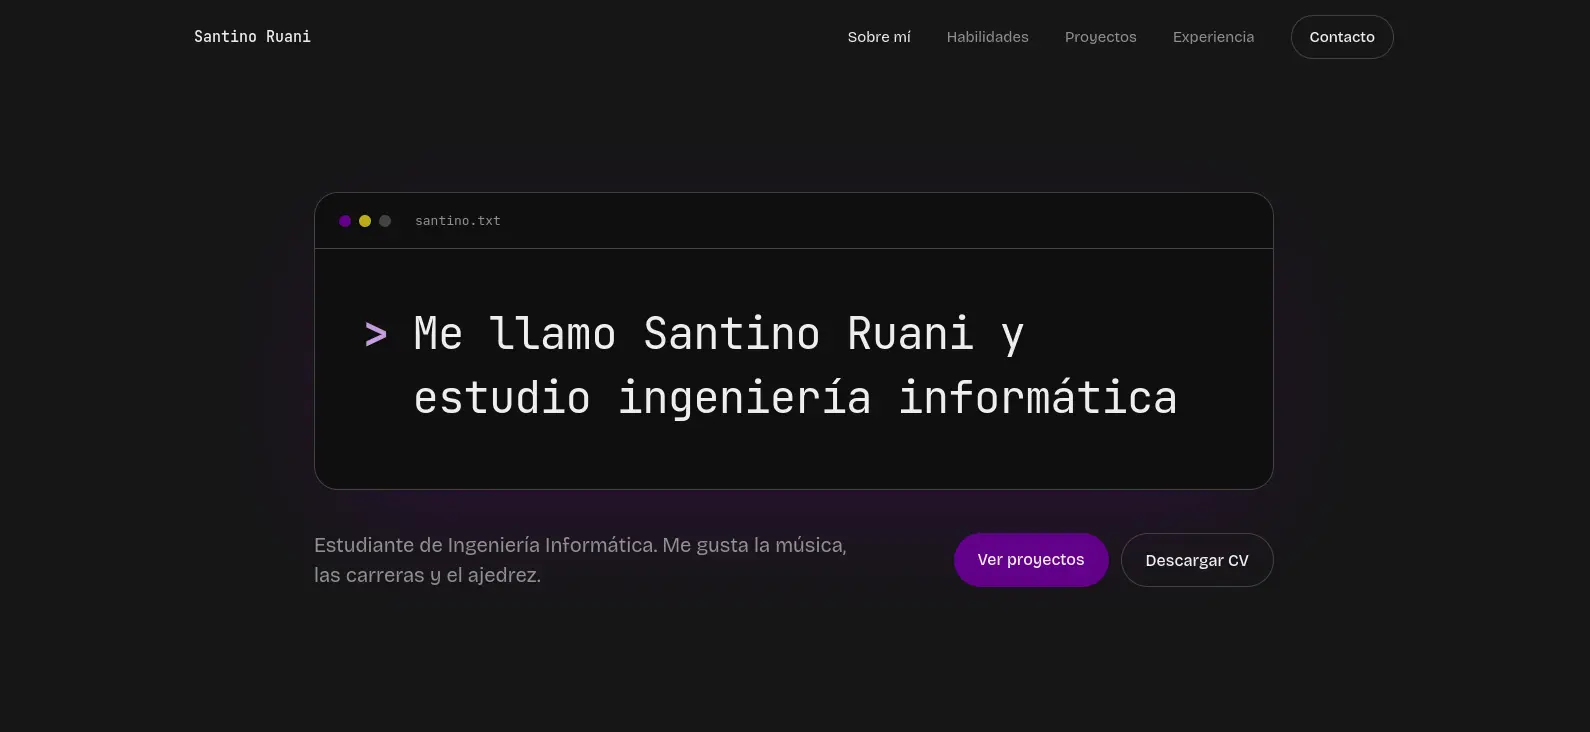 Santino Ruani
Sobre mí
Habilidades
Proyectos
Experiencia
Contacto
santino.txt
> Me llamo Santino Ruani y
estudio ingeniería informática
Estudiante de Ingeniería Informática. Me gusta la música,
las carreras y el ajedrez.
Ver proyectos
Descargar CV